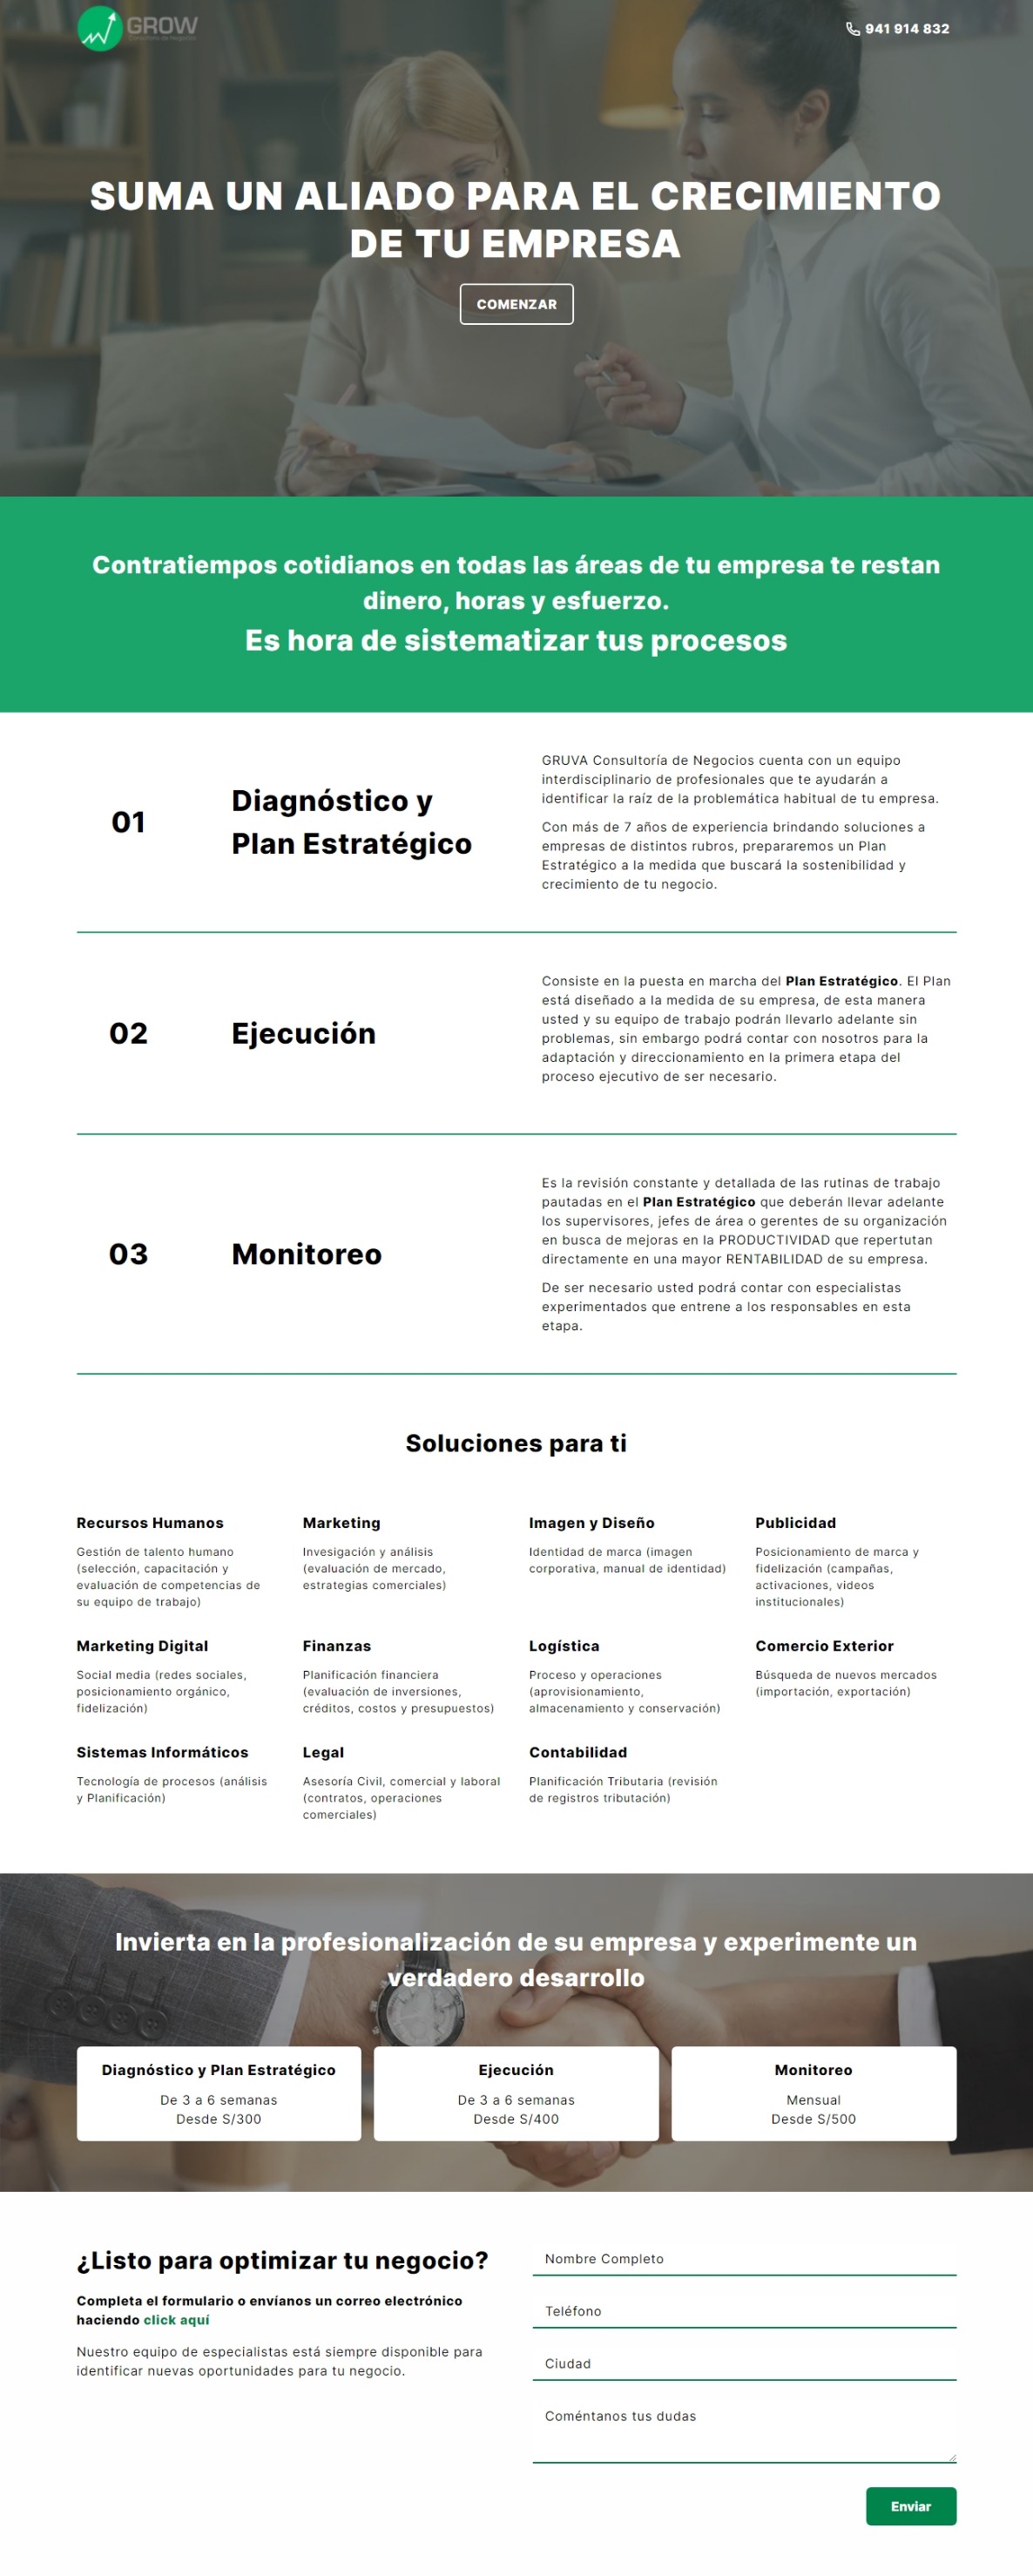 GROW
Consultoría de Negocios
941 914 832
SUMA UN ALIADO PARA EL CRECIMIENTO
DE TU EMPRESA
COMENZAR
Contratiempos cotidianos en todas las áreas de tu empresa te restan
dinero, horas y esfuerzo.
Es hora de sistematizar tus procesos
01
Diagnóstico y
Plan Estratégico
GRUVA Consultoría de Negocios cuenta con un equipo
interdisciplinario de profesionales que te ayudarán a
identificar la raíz de la problemática habitual de tu empresa.
Con más de 7 años de experiencia brindando soluciones a
empresas de distintos rubros, prepararemos un Plan
Estratégico a la medida que buscará la sostenibilidad y
crecimiento de tu negocio.
02
Ejecución
Consiste en la puesta en marcha del Plan Estratégico. El Plan
está diseñado a la medida de su empresa, de esta manera
usted y su equipo de trabajo podrán llevarlo adelante sin
problemas, sin embargo podrá contar con nosotros para la
adaptación y direccionamiento en la primera etapa del
proceso ejecutivo de ser necesario.
03
Monitoreo
Es la revisión constante y detallada de las rutinas de trabajo
pautadas en el Plan Estratégico que deberán llevar adelante
los supervisores, jefes de área o gerentes de su organización
en busca de mejoras en la PRODUCTIVIDAD que repertutan
directamente en una mayor RENTABILIDAD de su empresa.
De ser necesario usted podrá contar con especialistas
experimentados que entrene a los responsables en esta
etapa.
Soluciones para ti
Recursos Humanos
Gestión de talento humano
(selección, capacitación y
evaluación de competencias de
su equipo de trabajo)
Marketing
Invesigación y análisis
(evaluación de mercado,
estrategias comerciales)
Imagen y Diseño
Identidad de marca (imagen
corporativa, manual de identidad)
Publicidad
Posicionamiento de marca y
fidelización (campañas,
activaciones, videos
institucionales)
Marketing Digital
Social media (redes sociales,
posicionamiento orgánico,
fidelización)
Finanzas
Planificación financiera
(evaluación de inversiones,
créditos, costos y presupuestos)
Logística
Proceso y operaciones
(aprovisionamiento,
almacenamiento y conservación)
Comercio Exterior
Búsqueda de nuevos mercados
(importación, exportación)
Sistemas Informáticos
Tecnología de procesos (análisis
y Planificación)
Legal
Asesoría Civil, comercial y laboral
(contratos, operaciones
comerciales)
Contabilidad
Planificación Tributaria (revisión
de registros tributación)
Invierta en la profesionalización de su empresa y experimente un
verdadero desarrollo
Diagnóstico y Plan Estratégico
De 3 a 6 semanas
Desde S/300
Ejecución
De 3 a 6 semanas
Desde S/400
Monitoreo
Mensual
Desde S/500
¿Listo para optimizar tu negocio?
Completa el formulario o envíanos un correo electrónico
haciendo click aquí
Nuestro equipo de especialistas está siempre disponible para
identificar nuevas oportunidades para tu negocio.
Nombre Completo
Teléfono
Ciudad
Coméntanos tus dudas
Enviar